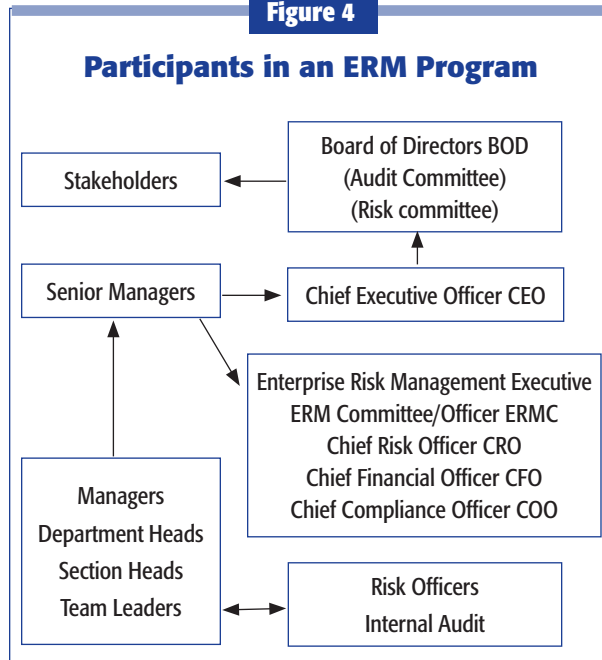 Figure 4
Participants in an ERM Program
Stakeholders
Board of Directors BOD
(Audit Committee)
(Risk committee)
Senior Managers
Chief Executive Officer CEO
Enterprise Risk Management Executive
ERM Committee/Officer ERMC
Chief Risk Officer CRO
Chief Financial Officer CFO
Chief Compliance Officer COO
Managers
Department Heads
Section Heads
Team Leaders
Risk Officers
Internal Audit